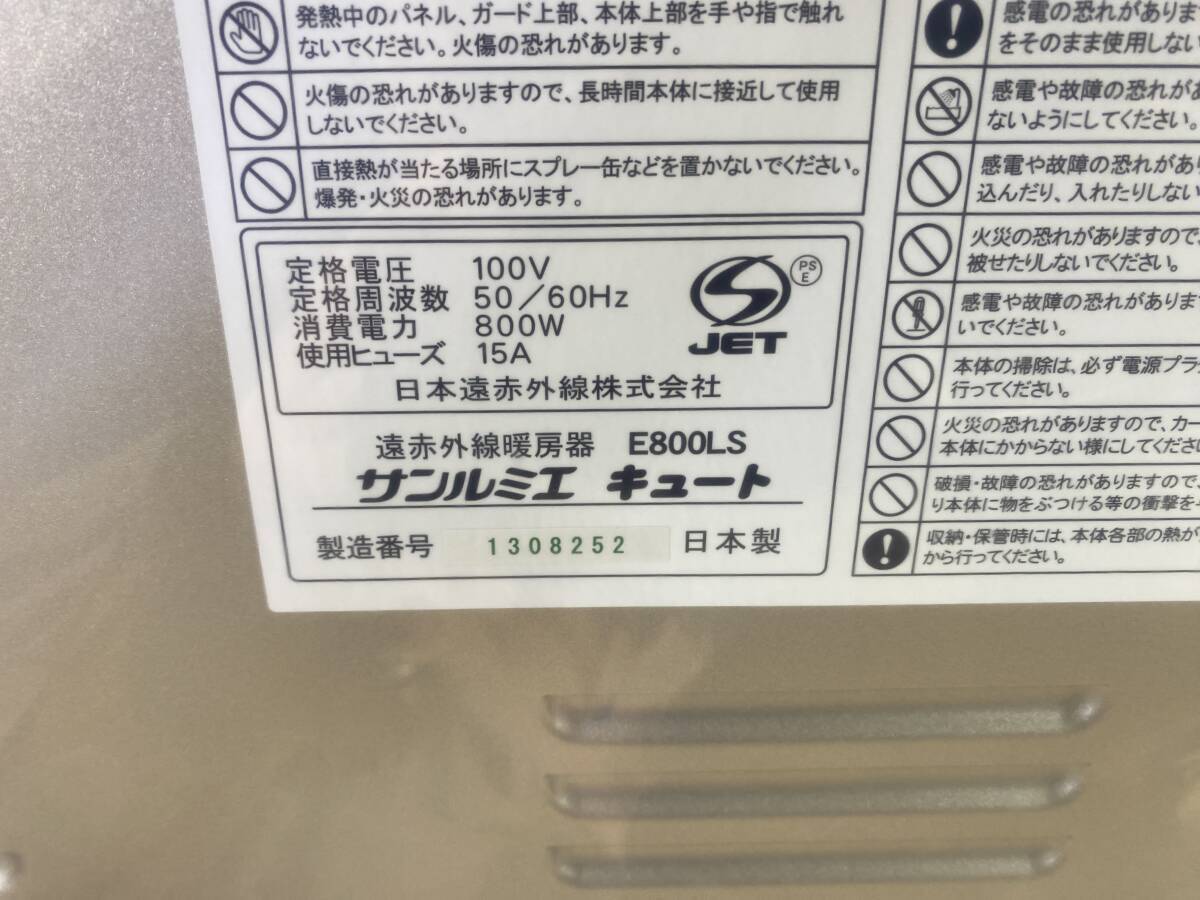 発熱中のパネル、ガード上部、本体上部を手や指で触れ
ないでください。火傷の恐れがあります。
火傷の恐れがありますので、長時間本体に接近して使用
しないでください。
直接熱が当たる場所にスプレー缶などを置かないでください。
爆発・火災の恐れがあります。
定格電圧 100V
定格周波数 50／60Hz
消費電力 800W
使用ヒューズ 15A
JET
PS
E
日本遠赤外線株式会社
遠赤外線暖房器 E800LS
サンルミエ キュート
製造番号 1308252 日本製
感電の恐れがありま
をそのまま使用しない
感電や故障の恐れがあ
ないようにしてください。
感電や故障の恐れがあり
込んだり、入れたりしない
火災の恐れがありますので、
被せたりしないでください。
感電や故障の恐れがありま
いでください。
本体の掃除は、必ず電源プラ
行ってください。
火災の恐れがありますので、カー
本体にかからない様にしてくださ
破損・故障の恐れがありますので、
り本体に物をぶつける等の衝撃を
収納・保管時には、本体各部の熱が
から行ってください。